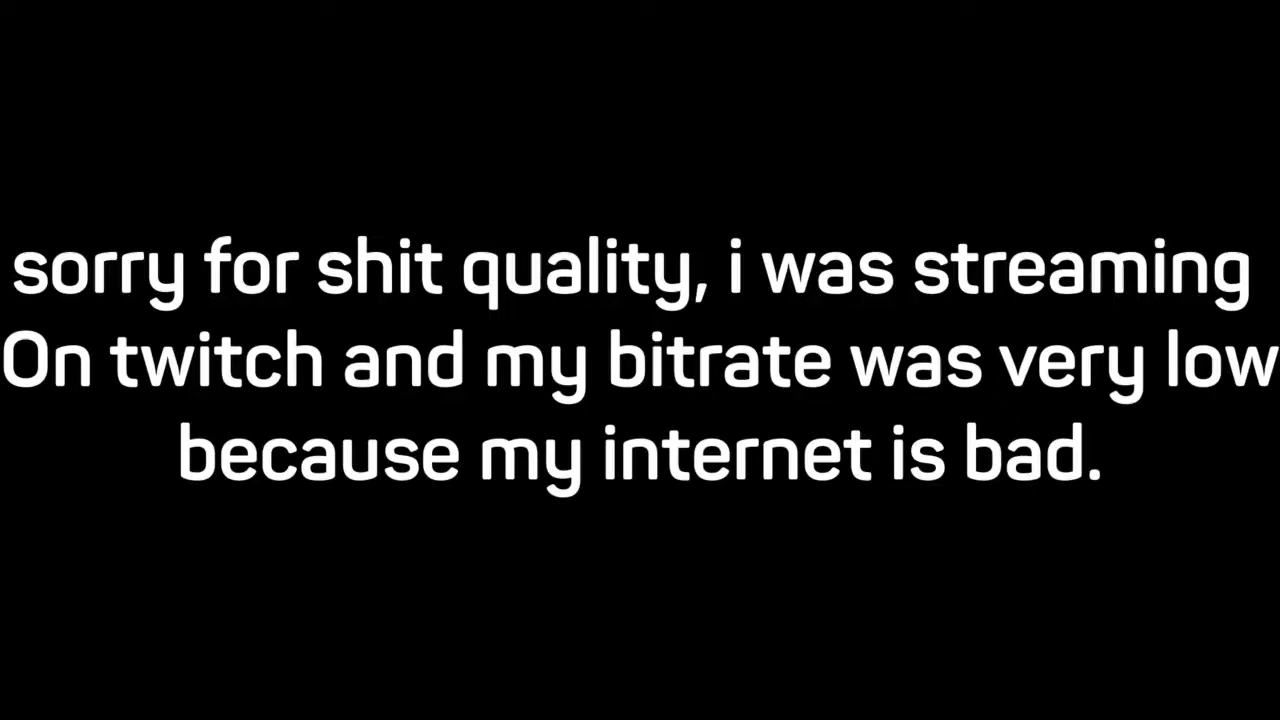 sorry for shit quality, i was streaming
On twitch and my bitrate was very low
because my internet is bad.